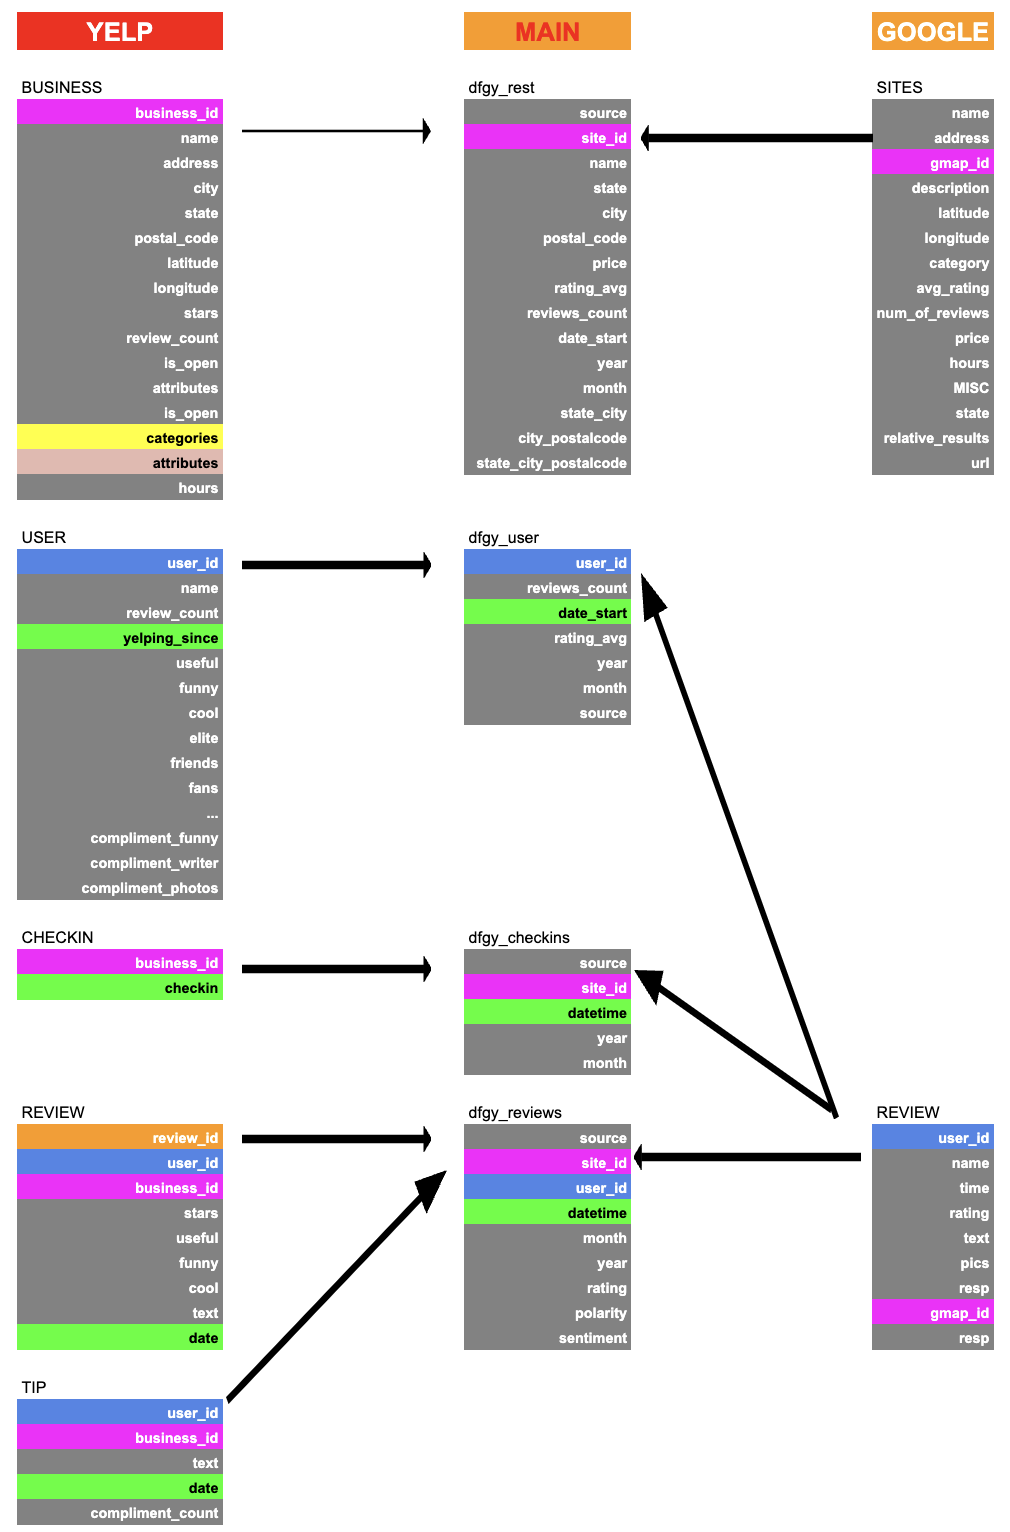 YELP
MAIN
GOOGLE
BUSINESS
business_id
name
address
city
state
postal_code
latitude
longitude
stars
review_count
is_open
attributes
is_open
categories
attributes
hours
dfgy_rest
source
site_id
name
state
city
postal_code
price
rating_avg
reviews_count
date_start
year
month
state_city
city_postalcode
state_city_postalcode
SITES
name
address
gmap_id
description
latitude
longitude
category
avg_rating
num_of_reviews
price
hours
MISC
state
relative_results
url
USER
user_id
name
review_count
yelping_since
useful
funny
cool
elite
friends
fans
...
compliment_funny
compliment_writer
compliment_photos
dfgy_user
user_id
reviews_count
date_start
rating_avg
year
month
source
CHECKIN
business_id
checkin
dfgy_checkins
source
site_id
datetime
year
month
REVIEW
review_id
user_id
business_id
stars
useful
funny
cool
text
date
dfgy_reviews
source
site_id
user_id
datetime
month
year
rating
polarity
sentiment
REVIEW
user_id
name
time
rating
text
pics
resp
gmap_id
resp
TIP
user_id
business_id
text
date
compliment_count